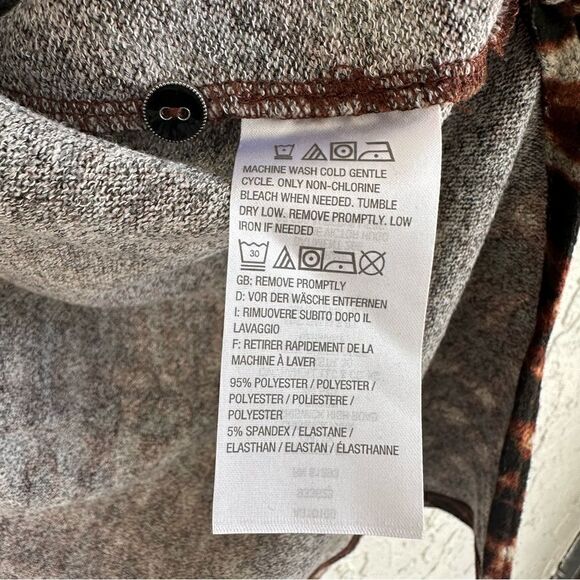 MACHINE WASH COLD GENTLE
CYCLE. ONLY NON-CHLORINE
BLEACH WHEN NEEDED. TUMBLE
DRY LOW. REMOVE PROMPTLY. LOW
IRON IF NEEDED
30
GB: REMOVE PROMPTLY
D: VOR DER WÄSCHE ENTFERNEN
I: RIMUOVERE SUBITO DOPO IL
LAVAGGIO
F: RETIRER RAPIDEMENT DE LA
MACHINE À LAVER
95% POLYESTER / POLYESTER /
POLYESTER / POLIESTERE /
POLYESTER
5% SPANDEX / ELASTANE /
ELASTHAN / ELASTAN / ÉLASTHANNE